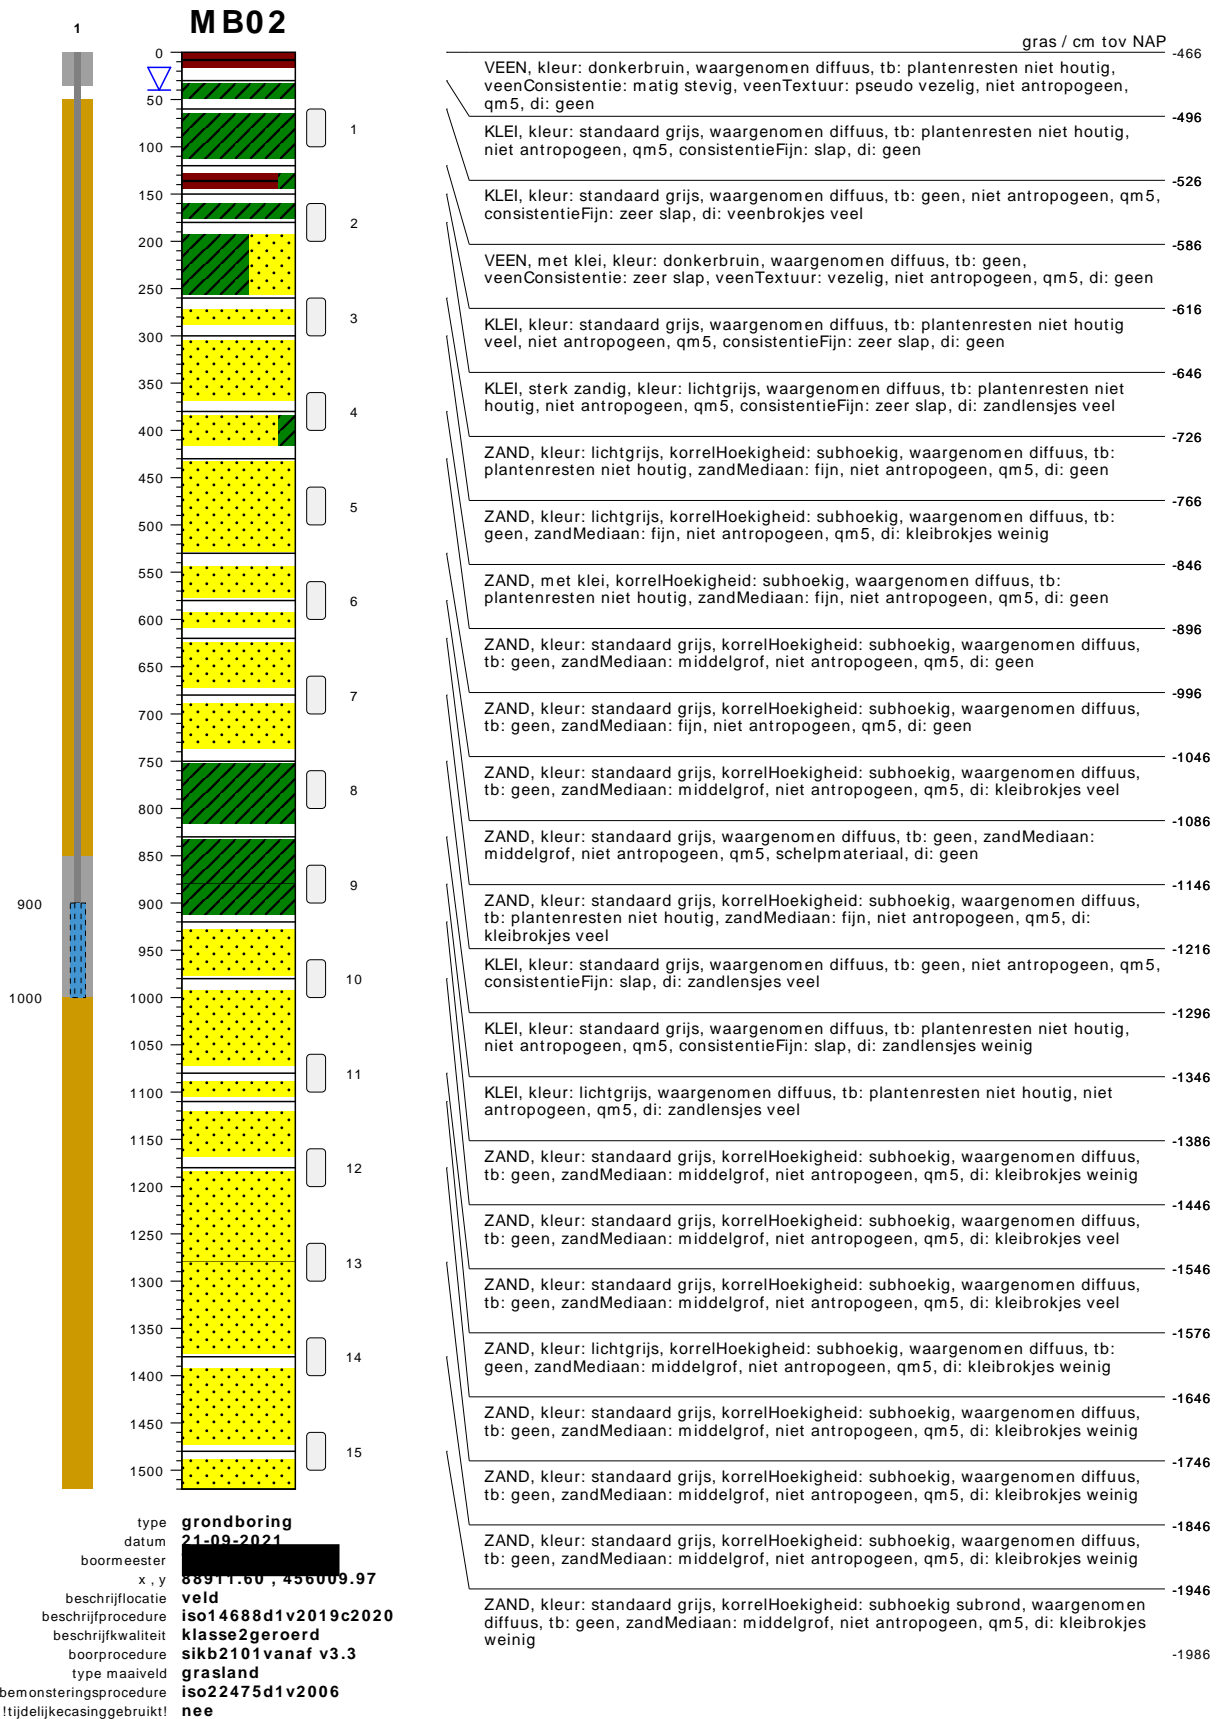 1
MB02
gras / cm tov NAP
-466
VEEN, kleur: donkerbruin, waargenomen diffuus, tb: plantenresten niet houtig,
veenConsistentie: matig stevig, veenTextuur: pseudo vezelig, niet antropogeen,
qm5, di: geen
-496
KLEI, kleur: standaard grijs, waargenomen diffuus, tb: plantenresten niet houtig,
niet antropogeen, qm5, consistentieFijn: slap, di: geen
-526
KLEI, kleur: standaard grijs, waargenomen diffuus, tb: geen, niet antropogeen, qm5,
consistentieFijn: zeer slap, di: veenbrokjes veel
-586
VEEN, met klei, kleur: donkerbruin, waargenomen diffuus, tb: geen,
veenConsistentie: zeer slap, veenTextuur: vezelig, niet antropogeen, qm5, di: geen
-616
KLEI, kleur: standaard grijs, waargenomen diffuus, tb: plantenresten niet houtig
veel, niet antropogeen, qm5, consistentieFijn: zeer slap, di: geen
-646
KLEI, sterk zandig, kleur: lichtgrijs, waargenomen diffuus, tb: plantenresten niet
houtig, niet antropogeen, qm5, consistentieFijn: zeer slap, di: zandlensjes veel
-726
ZAND, kleur: lichtgrijs, korrelHoekigheid: subhoekig, waargenomen diffuus, tb:
plantenresten niet houtig, zandMediaan: fijn, niet antropogeen, qm5, di: geen
-766
ZAND, kleur: lichtgrijs, korrelHoekigheid: subhoekig, waargenomen diffuus, tb:
geen, zandMediaan: fijn, niet antropogeen, qm5, di: kleibrokjes weinig
-846
ZAND, met klei, korrelHoekigheid: subhoekig, waargenomen diffuus, tb:
plantenresten niet houtig, zandMediaan: fijn, niet antropogeen, qm5, di: geen
-896
ZAND, kleur: standaard grijs, korrelHoekigheid: subhoekig, waargenomen diffuus,
tb: geen, zandMediaan: middelgrof, niet antropogeen, qm5, di: geen
-996
ZAND, kleur: standaard grijs, korrelHoekigheid: subhoekig, waargenomen diffuus,
tb: geen, zandMediaan: fijn, niet antropogeen, qm5, di: geen
-1046
ZAND, kleur: standaard grijs, korrelHoekigheid: subhoekig, waargenomen diffuus,
tb: geen, zandMediaan: middelgrof, niet antropogeen, qm5, di: kleibrokjes veel
-1086
ZAND, kleur: standaard grijs, waargenomen diffuus, tb: geen, zandMediaan:
middelgrof, niet antropogeen, qm5, schelpmateriaal, di: geen
-1146
ZAND, kleur: standaard grijs, korrelHoekigheid: subhoekig, waargenomen diffuus,
tb: plantenresten niet houtig, zandMediaan: fijn, niet antropogeen, qm5, di:
kleibrokjes veel
-1216
KLEI, kleur: standaard grijs, waargenomen diffuus, tb: geen, niet antropogeen, qm5,
consistentieFijn: slap, di: zandlensjes veel
-1296
KLEI, kleur: standaard grijs, waargenomen diffuus, tb: plantenresten niet houtig,
niet antropogeen, qm5, consistentieFijn: slap, di: zandlensjes weinig
-1346
KLEI, kleur: lichtgrijs, waargenomen diffuus, tb: plantenresten niet houtig, niet
antropogeen, qm5, di: zandlensjes veel
-1386
ZAND, kleur: standaard grijs, korrelHoekigheid: subhoekig, waargenomen diffuus,
tb: geen, zandMediaan: middelgrof, niet antropogeen, qm5, di: kleibrokjes weinig
-1446
ZAND, kleur: standaard grijs, korrelHoekigheid: subhoekig, waargenomen diffuus,
tb: geen, zandMediaan: middelgrof, niet antropogeen, qm5, di: kleibrokjes veel
-1546
ZAND, kleur: standaard grijs, korrelHoekigheid: subhoekig, waargenomen diffuus,
tb: geen, zandMediaan: middelgrof, niet antropogeen, qm5, di: kleibrokjes veel
-1576
ZAND, kleur: lichtgrijs, korrelHoekigheid: subhoekig, waargenomen diffuus, tb:
geen, zandMediaan: middelgrof, niet antropogeen, qm5, di: kleibrokjes weinig
-1646
ZAND, kleur: standaard grijs, korrelHoekigheid: subhoekig, waargenomen diffuus,
tb: geen, zandMediaan: middelgrof, niet antropogeen, qm5, di: kleibrokjes weinig
-1746
ZAND, kleur: standaard grijs, korrelHoekigheid: subhoekig, waargenomen diffuus,
tb: geen, zandMediaan: middelgrof, niet antropogeen, qm5, di: kleibrokjes weinig
-1846
ZAND, kleur: standaard grijs, korrelHoekigheid: subhoekig, waargenomen diffuus,
tb: geen, zandMediaan: middelgrof, niet antropogeen, qm5, di: kleibrokjes weinig
-1946
ZAND, kleur: standaard grijs, korrelHoekigheid: subhoekig subrond, waargenomen
diffuus, tb: geen, zandMediaan: middelgrof, niet antropogeen, qm5, di: kleibrokjes
weinig
-1986
0
50
100
150
200
250
300
350
400
450
500
550
600
650
700
750
800
850
900
950
1000
1050
1100
1150
1200
1250
1300
1350
1400
1450
1500
900
1000
1
2
3
4
5
6
7
8
9
10
11
12
13
14
15
type grondboring
datum 21-09-2021
boormeester
x , y 88911.60 , 456009.97
beschrijflocatie veld
beschrijfprocedure iso14688d1v2019c2020
beschrijfkwaliteit klasse2geroerd
boorprocedure sikb2101vanaf v3.3
type maaiveld grasland
bemonsteringsprocedure iso22475d1v2006
!tijdelijkecasinggebruikt! nee